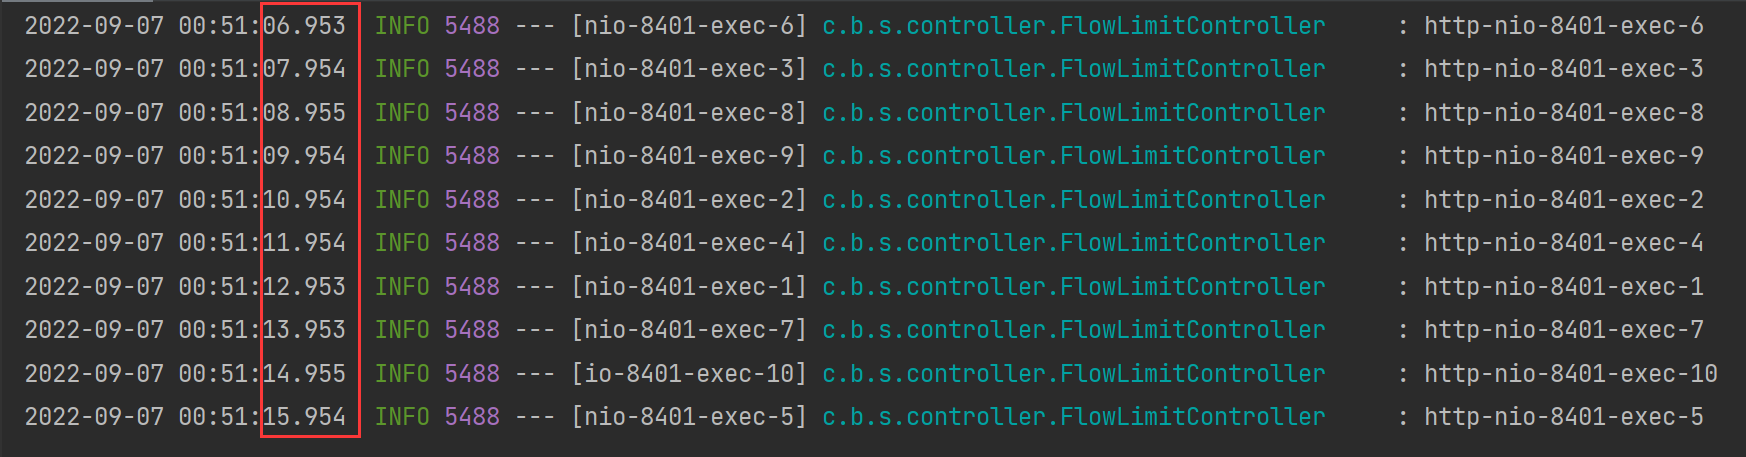 2022-09-07 00:51:06.953  INFO 5488 --- [nio-8401-exec-6] c.b.s.controller.FlowLimitController     : http-nio-8401-exec-6
2022-09-07 00:51:07.954  INFO 5488 --- [nio-8401-exec-3] c.b.s.controller.FlowLimitController     : http-nio-8401-exec-3
2022-09-07 00:51:08.955  INFO 5488 --- [nio-8401-exec-8] c.b.s.controller.FlowLimitController     : http-nio-8401-exec-8
2022-09-07 00:51:09.954  INFO 5488 --- [nio-8401-exec-9] c.b.s.controller.FlowLimitController     : http-nio-8401-exec-9
2022-09-07 00:51:10.954  INFO 5488 --- [nio-8401-exec-2] c.b.s.controller.FlowLimitController     : http-nio-8401-exec-2
2022-09-07 00:51:11.954  INFO 5488 --- [nio-8401-exec-4] c.b.s.controller.FlowLimitController     : http-nio-8401-exec-4
2022-09-07 00:51:12.953  INFO 5488 --- [nio-8401-exec-1] c.b.s.controller.FlowLimitController     : http-nio-8401-exec-1
2022-09-07 00:51:13.953  INFO 5488 --- [nio-8401-exec-7] c.b.s.controller.FlowLimitController     : http-nio-8401-exec-7
2022-09-07 00:51:14.955  INFO 5488 --- [io-8401-exec-10] c.b.s.controller.FlowLimitController     : http-nio-8401-exec-10
2022-09-07 00:51:15.954  INFO 5488 --- [nio-8401-exec-5] c.b.s.controller.FlowLimitController     : http-nio-8401-exec-5